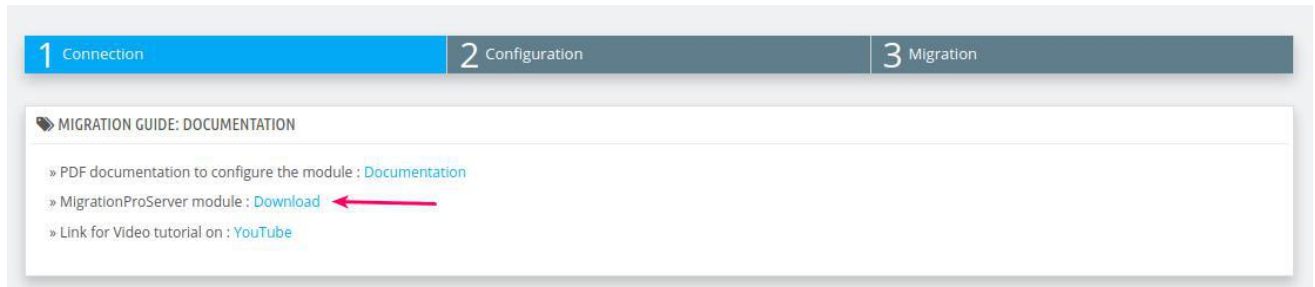 1 Connection 2 Configuration 3 Migration
MIGRATION GUIDE: DOCUMENTATION
» PDF documentation to configure the module : Documentation
» MigrationProServer module : Download
» Link for Video tutorial on : YouTube